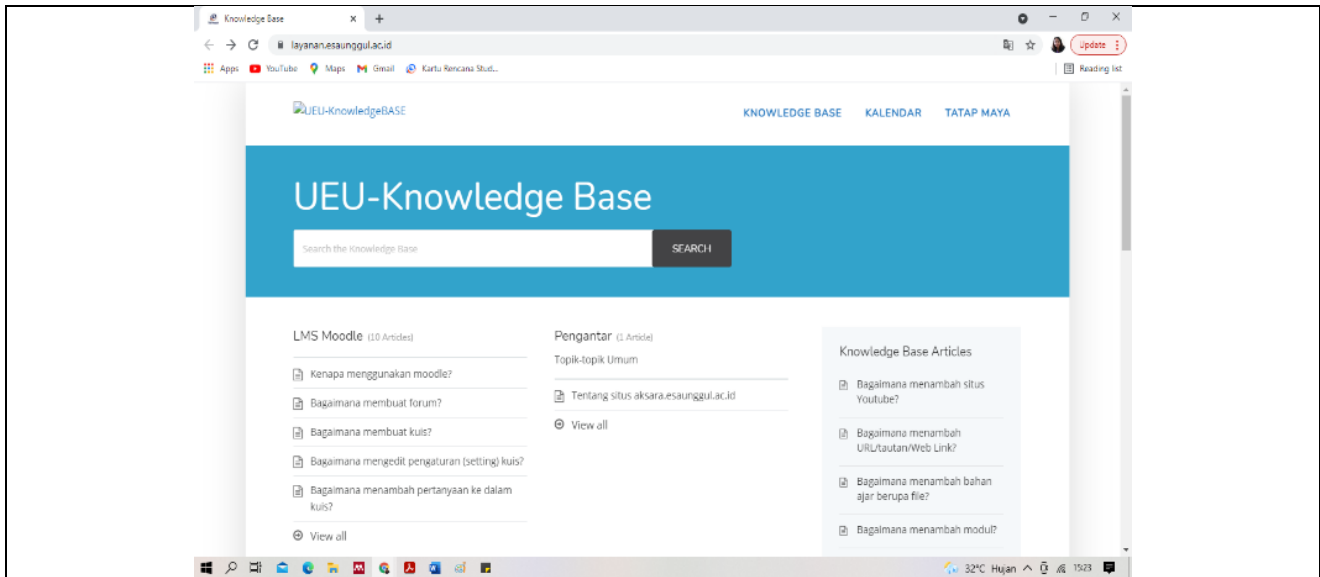 Knowledge Base
layanan.esaunggul.ac.id
Update
Apps YouTube Maps Gmail Kartu Rencana Stud...
Reading list
UEU-KnowledgeBASE
KNOWLEDGE BASE KALENDAR TATAP MAYA
UEU-Knowledge Base
Search the Knowledge Base
SEARCH
LMS Moodle (10 Articles)
Kenapa menggunakan moodle?
Bagaimana membuat forum?
Bagaimana membuat kuis?
Bagaimana mengedit pengaturan (setting) kuis?
Bagaimana menambah pertanyaan ke dalam
kuis?
View all
Pengantar (1 Article)
Topik-topik Umum
Tentang situs aksara.esaunggul.ac.id
View all
Knowledge Base Articles
Bagaimana menambah situs
Youtube?
Bagaimana menambah
URL/tautan/Web Link?
Bagaimana menambah bahan
ajar berupa file?
Bagaimana menambah modul?
32°C Hujan 15:23